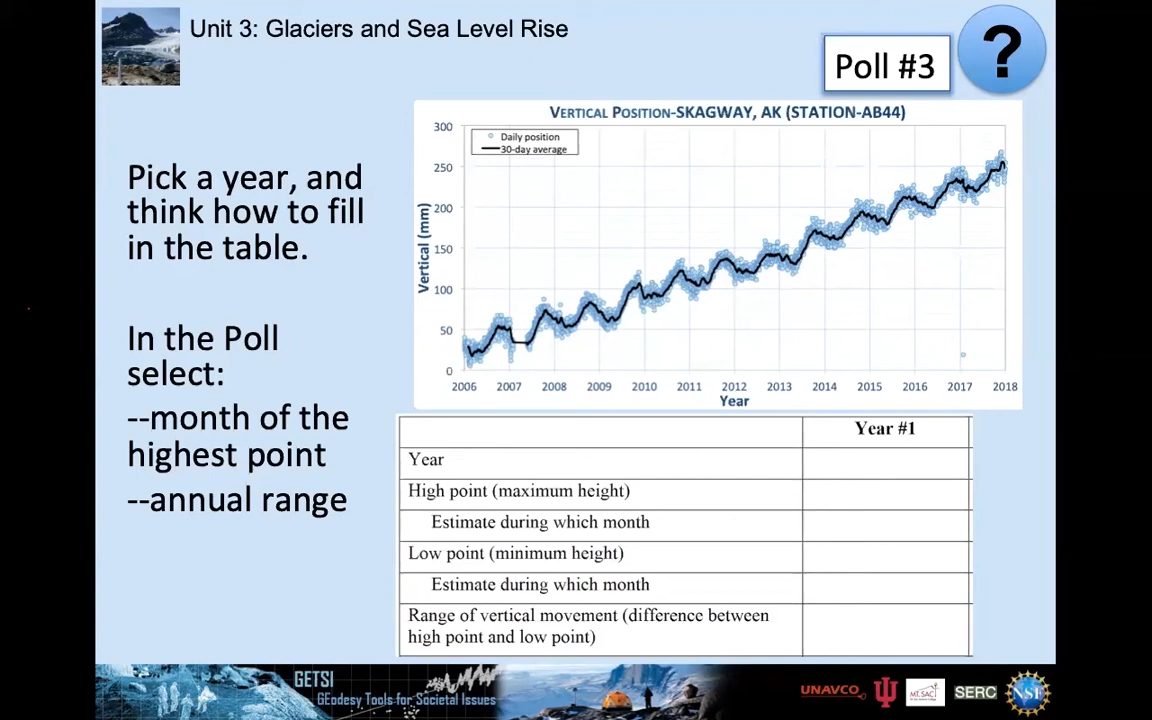 Unit 3: Glaciers and Sea Level Rise
Poll #3
?
Pick a year, and
think how to fill
in the table.
In the Poll
select:
--month of the
highest point
--annual range
VERTICAL POSITION-SKAGWAY, AK (STATION-AB44)
Daily position
30-day average
300
250
200
150
100
50
0
Vertical (mm)
2006 2007 2008 2009 2010 2011 2012 2013 2014 2015 2016 2017 2018
Year
Year #1
Year
High point (maximum height)
Estimate during which month
Low point (minimum height)
Estimate during which month
Range of vertical movement (difference between
high point and low point)
GETSI
GEodesy Tools for Societal Issues
UNAVCO
MT. SAC
SERC
NSF